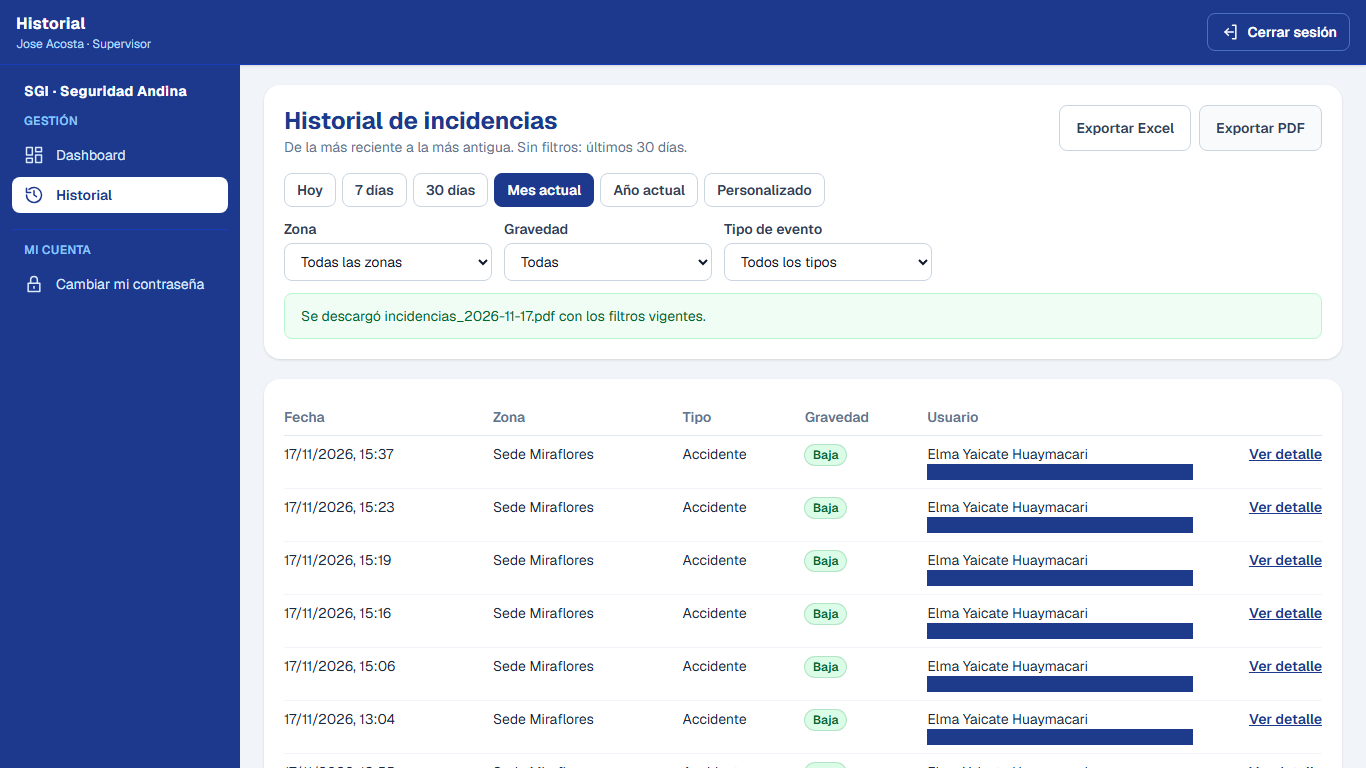 Historial
Jose Acosta · Supervisor
Cerrar sesión
SGI · Seguridad Andina
GESTIÓN
Dashboard
Historial
MI CUENTA
Cambiar mi contraseña
Historial de incidencias
De la más reciente a la más antigua. Sin filtros: últimos 30 días.
Exportar Excel
Exportar PDF
Hoy
7 días
30 días
Mes actual
Año actual
Personalizado
Zona
Gravedad
Tipo de evento
Todas las zonas
Todas
Todos los tipos
Se descargó incidencias_2026-11-17.pdf con los filtros vigentes.
Fecha Zona Tipo Gravedad Usuario
17/11/2026, 15:37 Sede Miraflores Accidente Baja Elma Yaicate Huaymacari Ver detalle
17/11/2026, 15:23 Sede Miraflores Accidente Baja Elma Yaicate Huaymacari Ver detalle
17/11/2026, 15:19 Sede Miraflores Accidente Baja Elma Yaicate Huaymacari Ver detalle
17/11/2026, 15:16 Sede Miraflores Accidente Baja Elma Yaicate Huaymacari Ver detalle
17/11/2026, 15:06 Sede Miraflores Accidente Baja Elma Yaicate Huaymacari Ver detalle
17/11/2026, 13:04 Sede Miraflores Accidente Baja Elma Yaicate Huaymacari Ver detalle